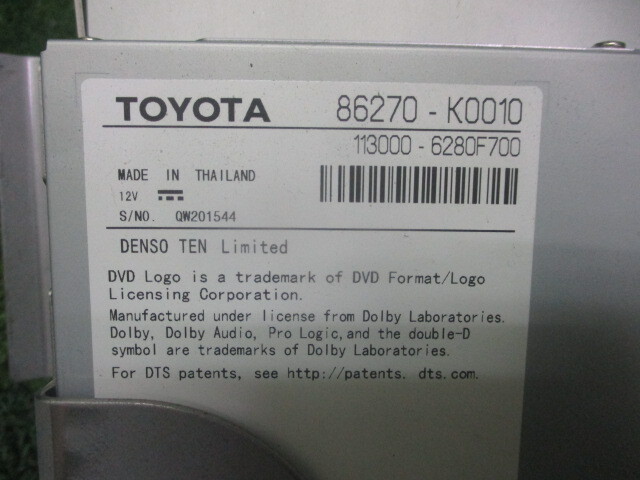 TOYOTA 86270 - K0010
113000 - 6280F700
MADE IN THAILAND
12V
S/NO. QW201544
DENSO TEN Limited
DVD Logo is a trademark of DVD Format/Logo
Licensing Corporation.
Manufactured under license from Dolby Laboratories.
Dolby, Dolby Audio, Pro Logic, and the double-D
symbol are trademarks of Dolby Laboratories.
For DTS patents, see http://patents. dts.com.